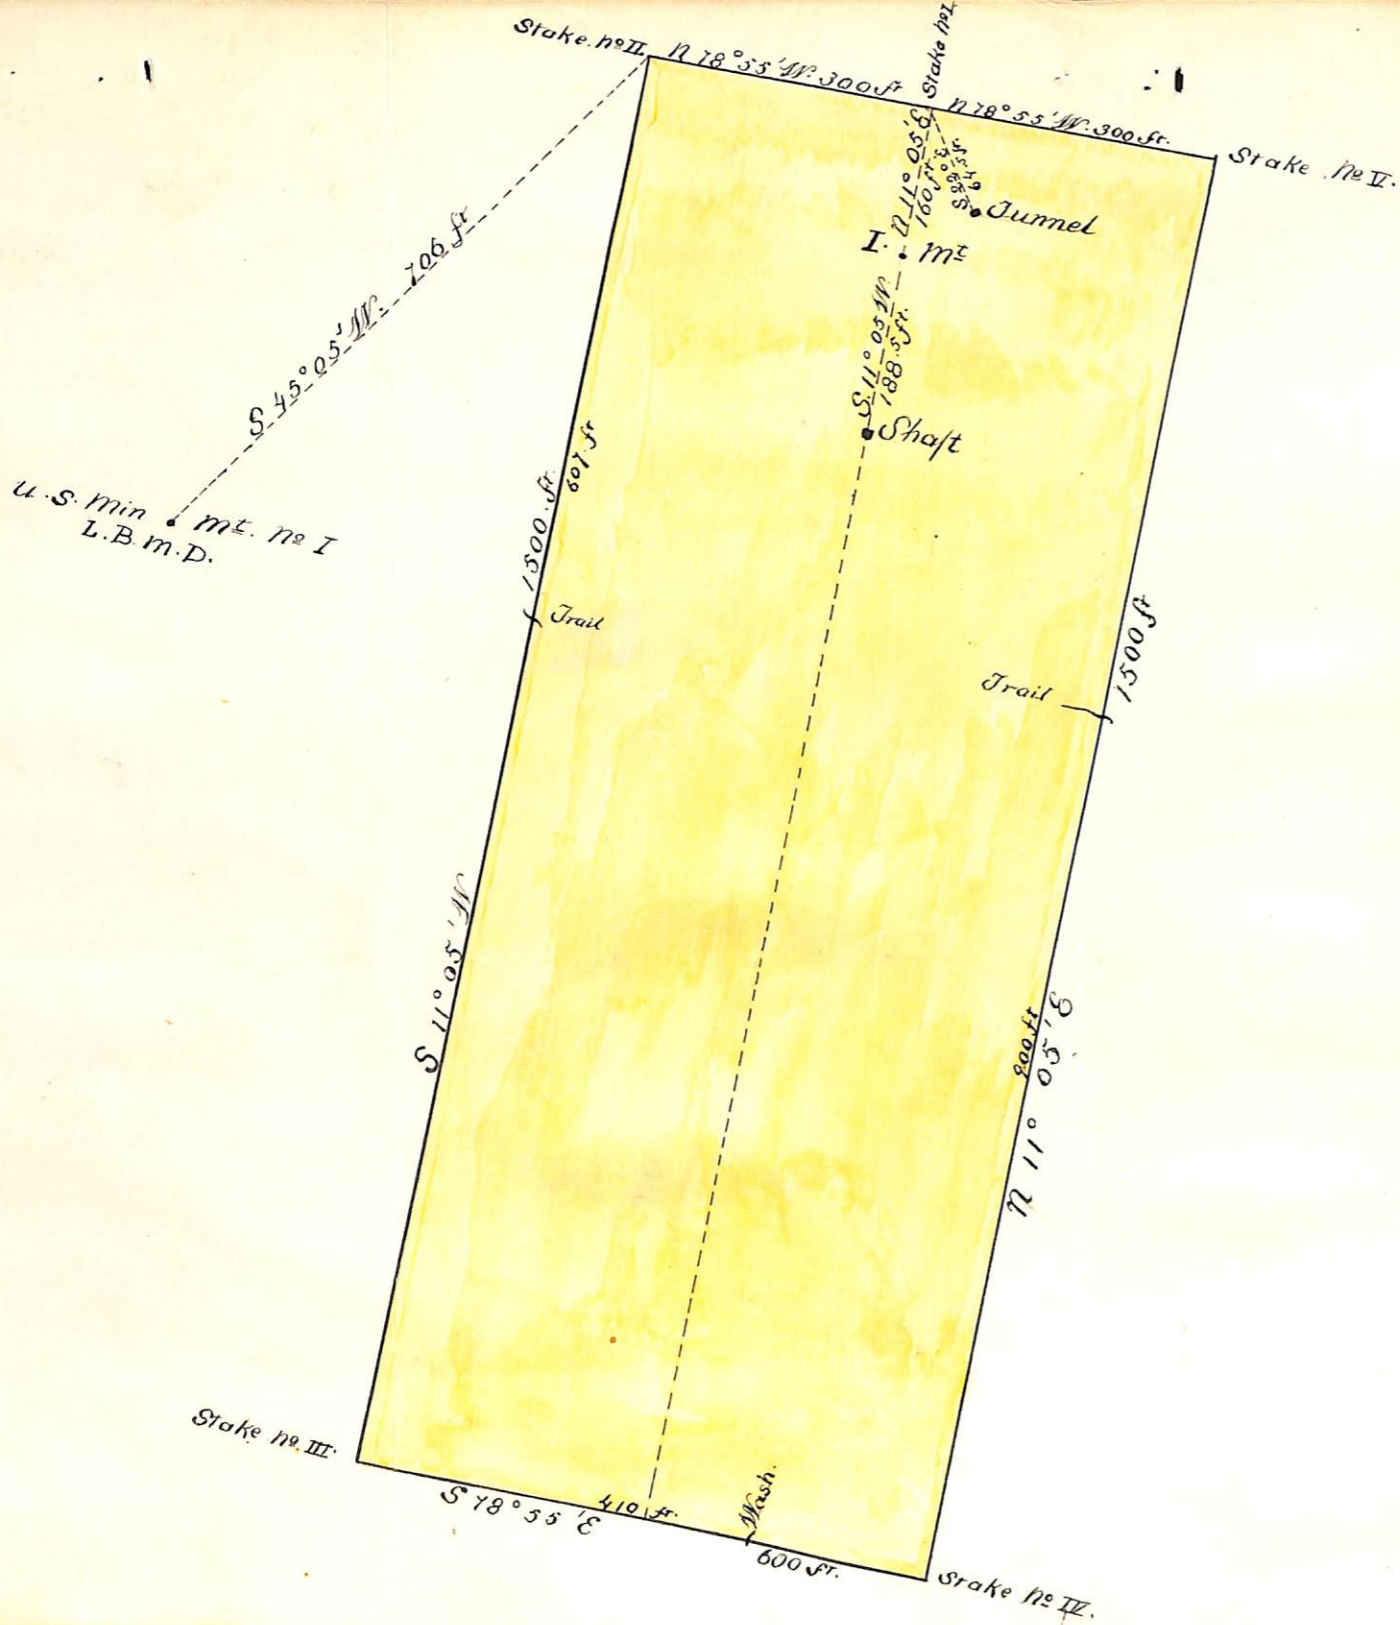 Stake. No II.
N 78° 55' W. 300 ft
Stake No I
N 78° 55' W. 300 ft.
Stake No V.
N 11° 05' E
160 ft.
64.5 ft.
Tunnel
I. Mt
S. 11° 05' W.
188.5 ft.
Shaft
S 45° 05' W. 706 ft
U.S. Min Mt. No I
L.B.M.D.
1500 ft.
607 ft
Trail
Trail
1500 ft
S 11° 05' W
900 ft
N 11° 05' E
Stake No. III.
S 78° 55' E
410 ft.
Wash.
600 ft.
Stake No IV.